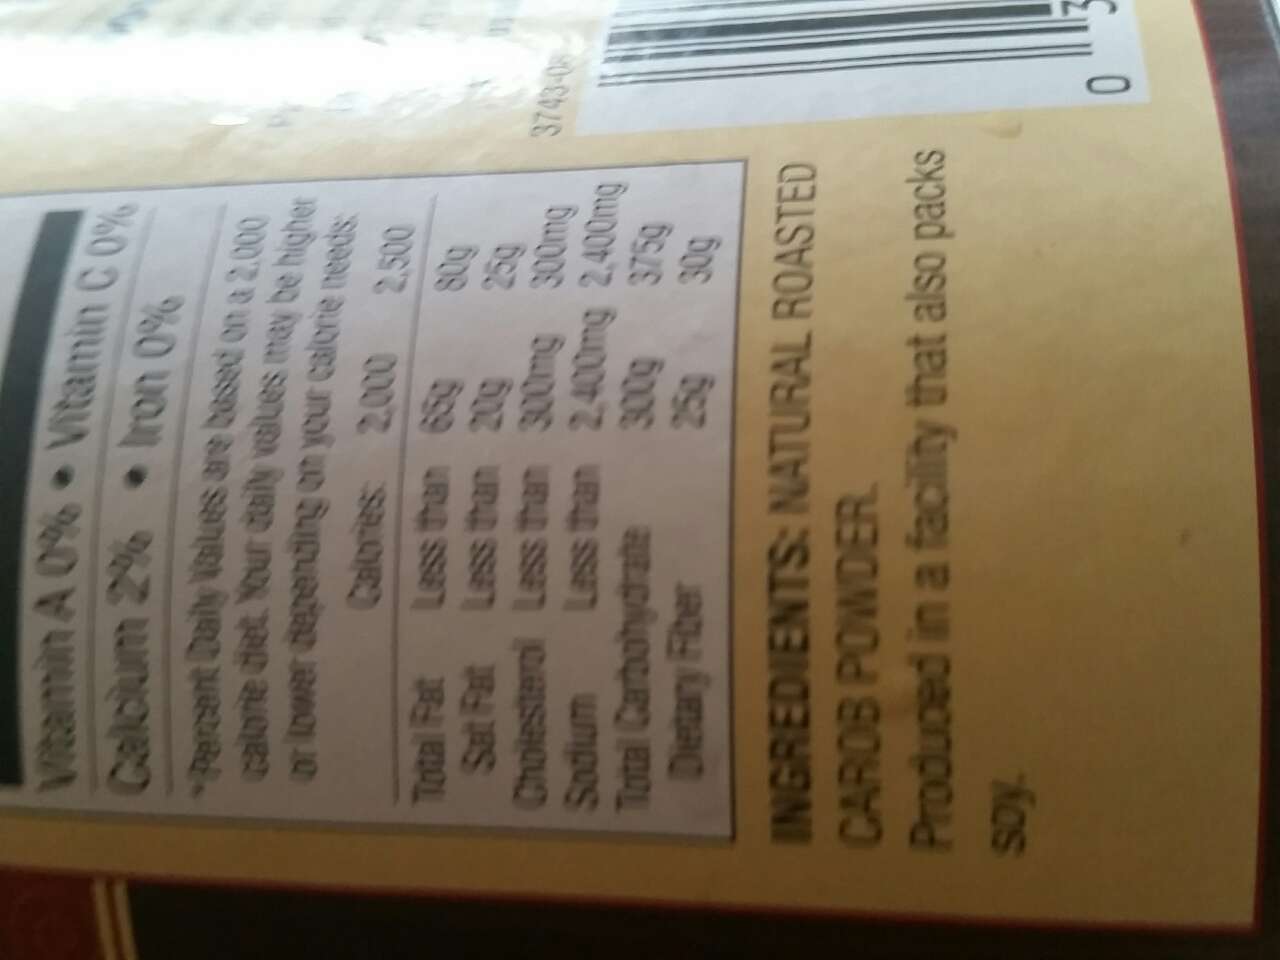 Vitamin A 0% • Vitamin C 0%
Calcium 2% • Iron 0%
*Percent Daily Values are based on a 2,000
calorie diet. Your daily values may be higher
or lower depending on your calorie needs:
Calories: 2,000 2,500
Total Fat Less than 65g 80g
Sat Fat Less than 20g 25g
Cholesterol Less than 300mg 300mg
Sodium Less than 2,400mg 2,400mg
Total Carbohydrate 300g 375g
Dietary Fiber 25g 30g
INGREDIENTS: NATURAL ROASTED
CAROB POWDER.
Produced in a facility that also packs
soy.
0 3